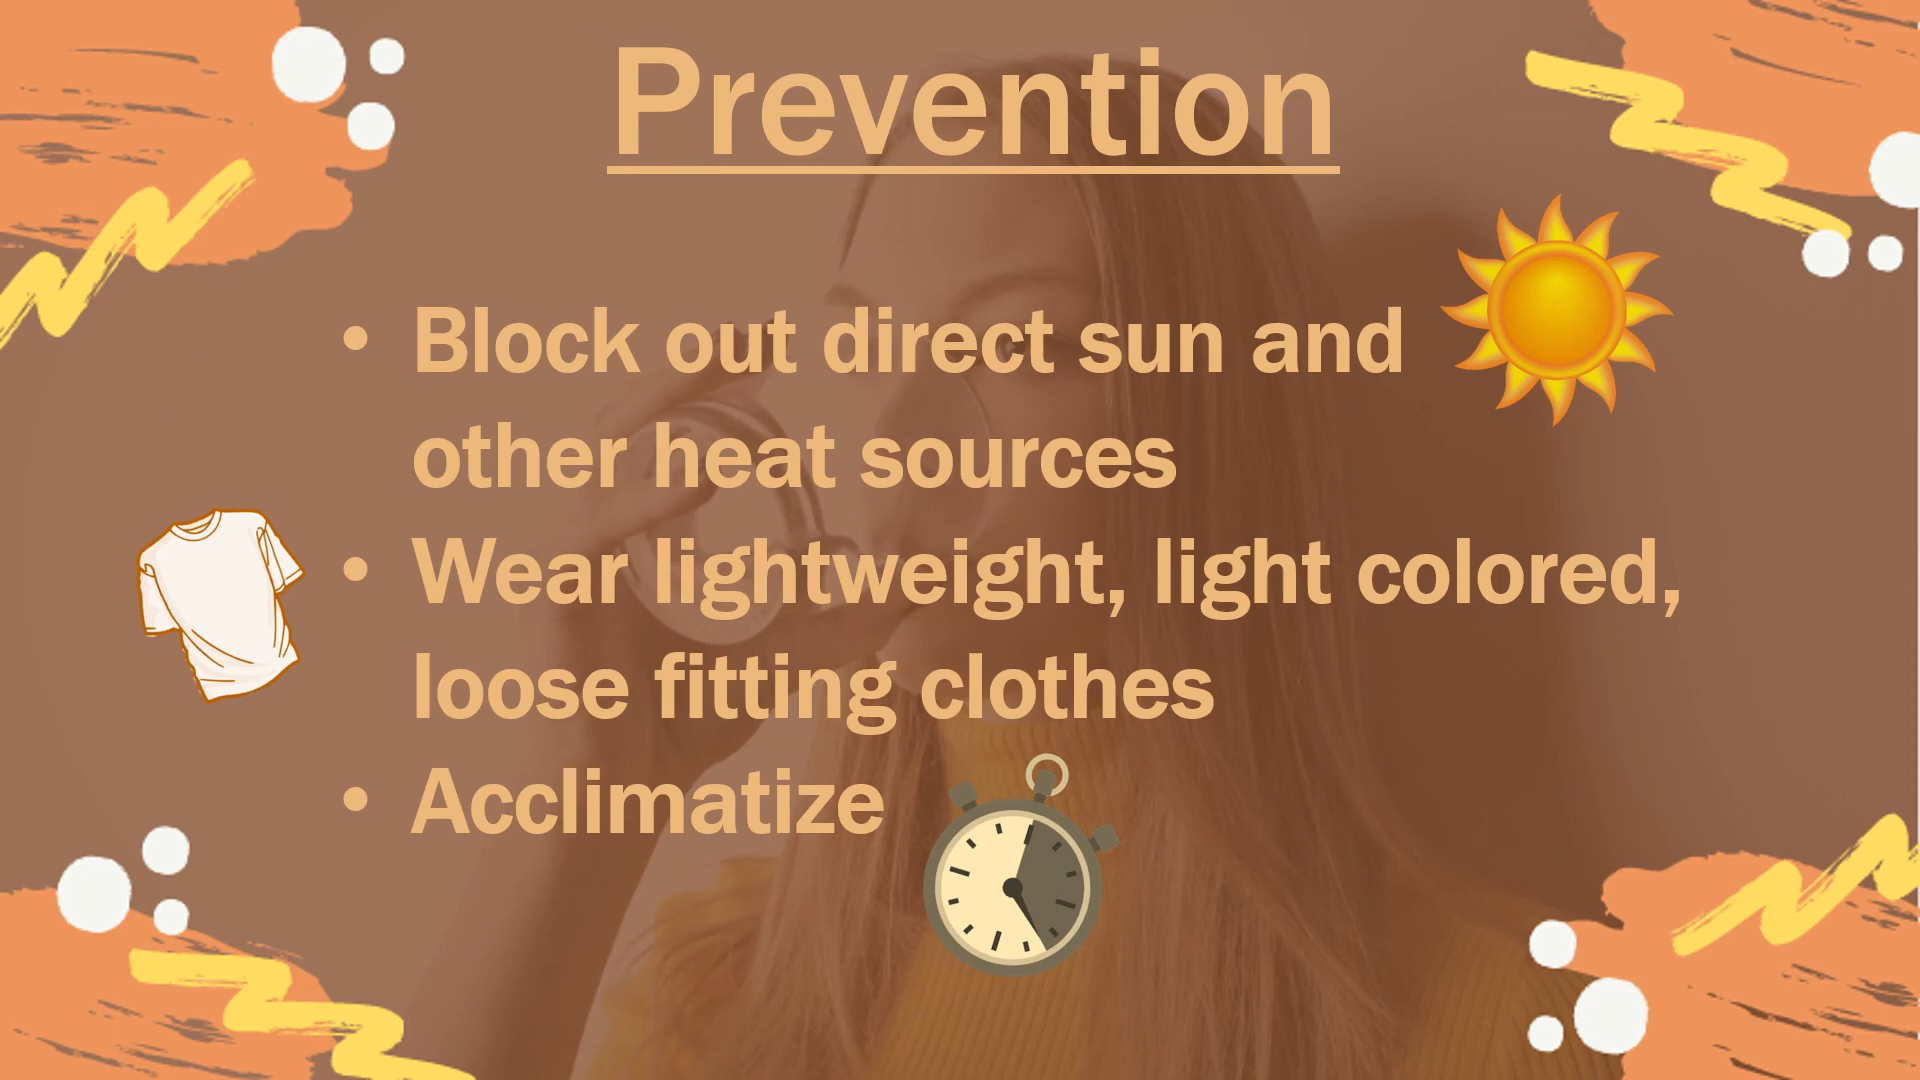 Prevention
• Block out direct sun and
other heat sources
• Wear lightweight, light colored,
loose fitting clothes
• Acclimatize